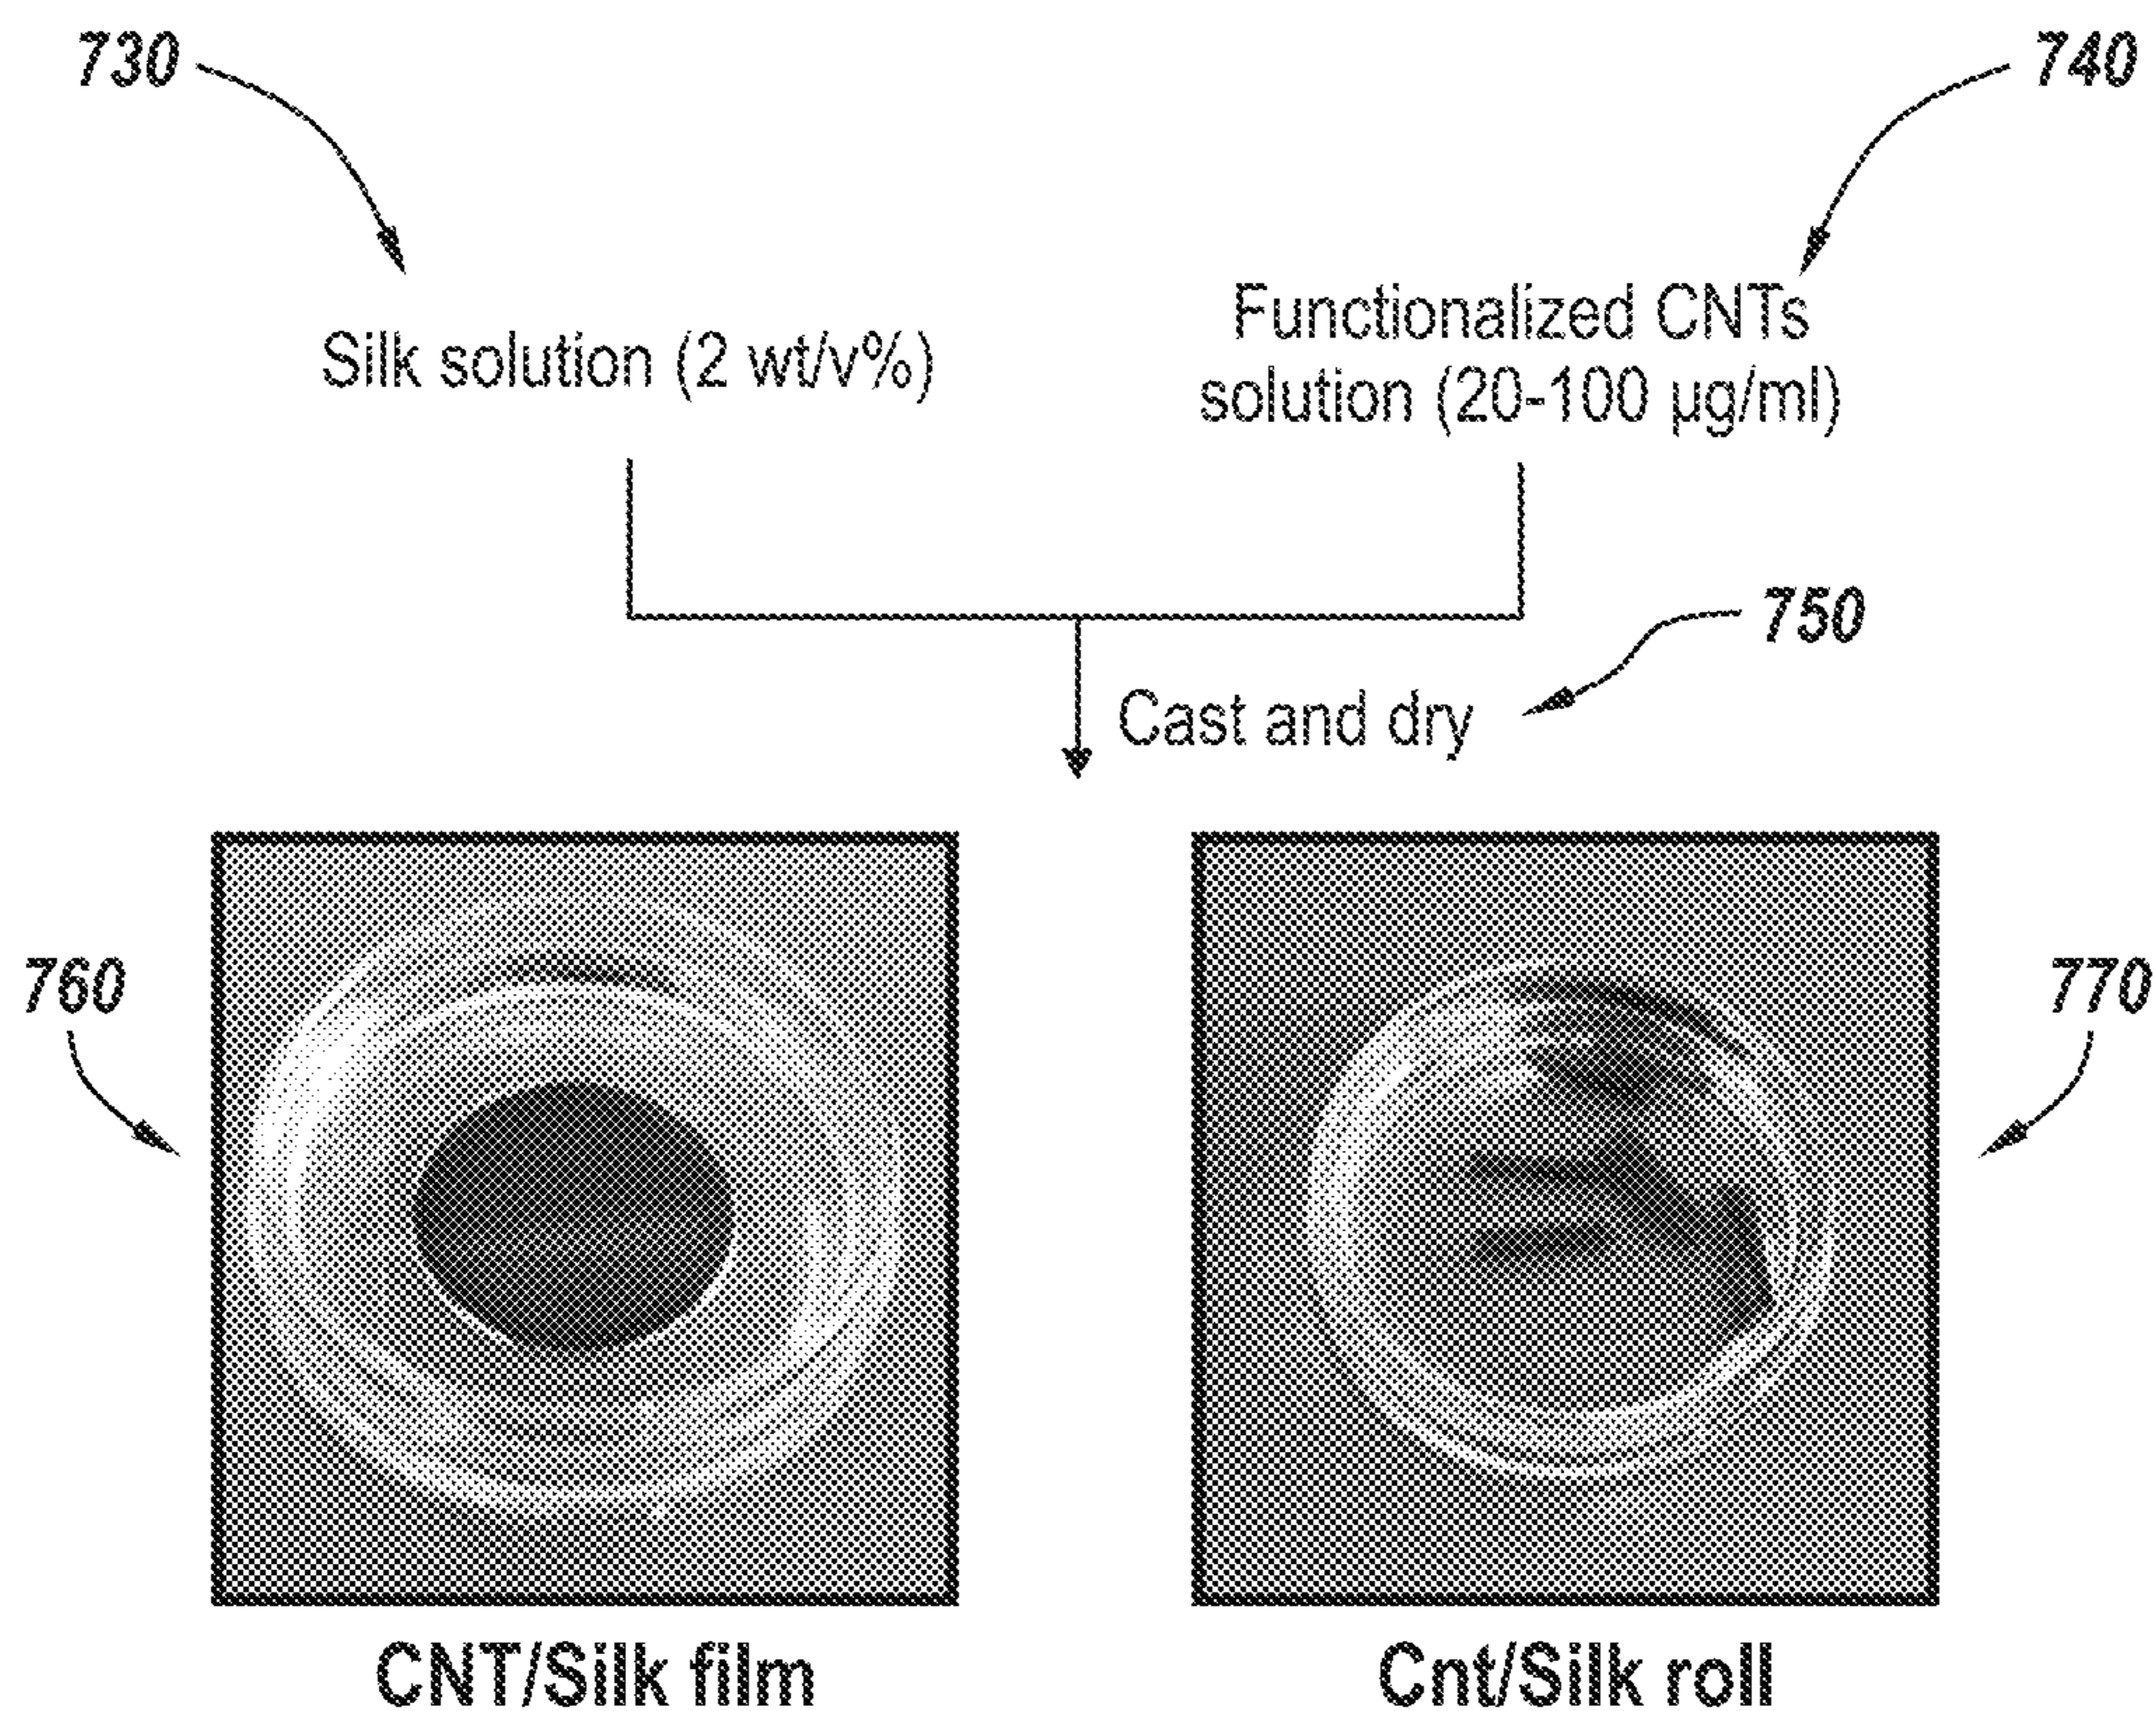 730
740
Silk solution (2 wt/v%)
Functionalized CNTs
solution (20-100 µg/ml)
750
Cast and dry
760
770
CNT/Silk film
Cnt/Silk roll